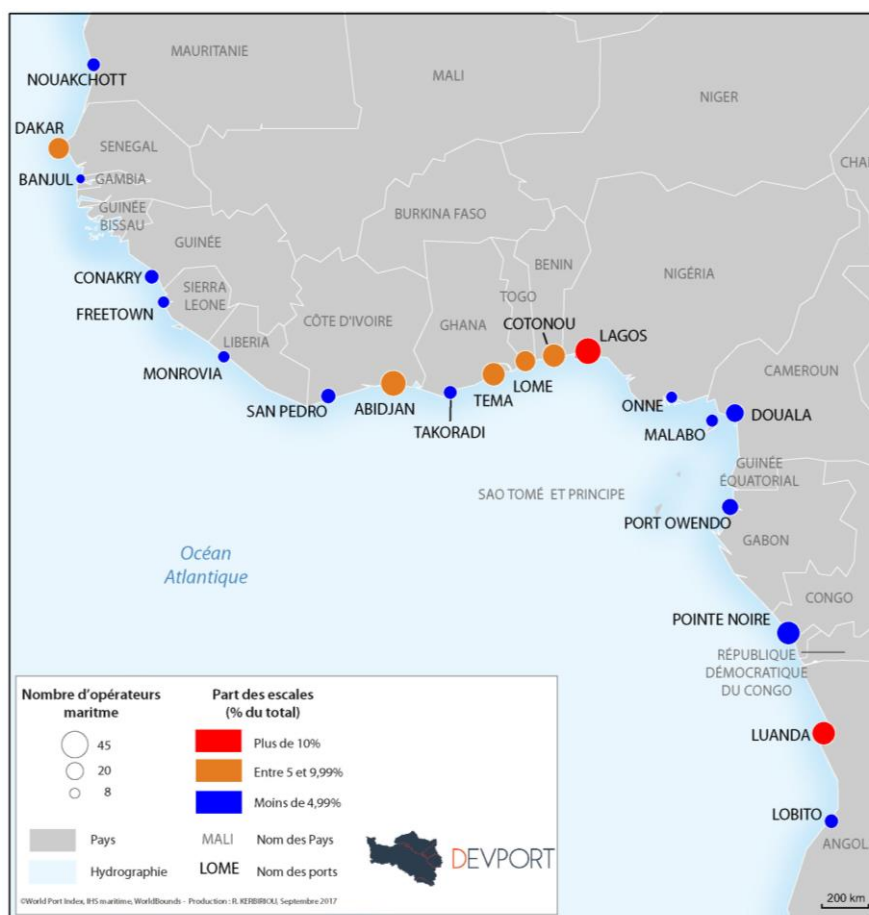 MAURITANIE
NOUAKCHOTT
MALI
NIGER
DAKAR
SENEGAL
CHA
BANJUL
GAMBIA
GUINÉE
BISSAU
BURKINA FASO
GUINÉE
BENIN
NIGÉRIA
CONAKRY
SIERRA
LEONE
TOGO
FREETOWN
CÔTE D'IVOIRE
GHANA
COTONOU
LAGOS
LIBERIA
MONROVIA
CAMEROUN
LOME
TEMA
SAN PEDRO
ABIDJAN
ONNE
DOUALA
TAKORADI
MALABO
GUINÉE
ÉQUATORIAL
SAO TOMÉ ET PRINCIPE
PORT OWENDO
GABON
Océan
Atlantique
CONGO
POINTE NOIRE
RÉPUBLIQUE
DÉMOCRATIQUE
DU CONGO
LUANDA
LOBITO
ANGOL
Nombre d'opérateurs
maritme
45
20
8
Part des escales
(% du total)
Plus de 10%
Entre 5 et 9,99%
Moins de 4,99%
Pays
MALI Nom des Pays
Hydrographie
LOME Nom des ports
DEVPORT
©World Port Index, IHS maritime, WorldBounds - Production : R. KERBIRIOU, Septembre 2017
200 km